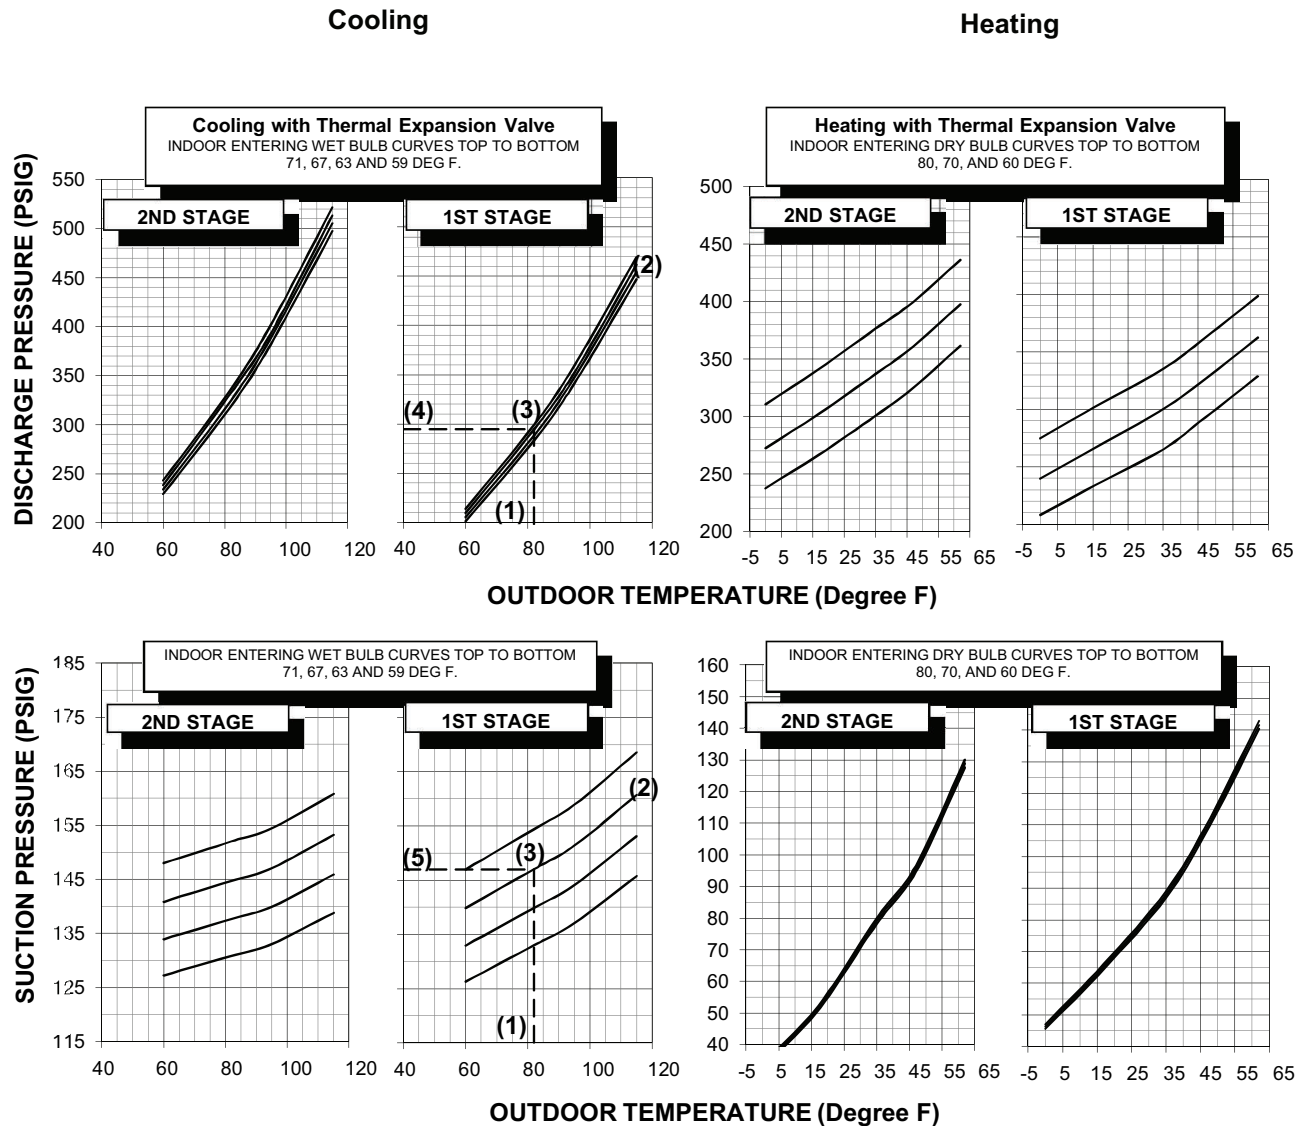 Cooling
Heating
Cooling with Thermal Expansion Valve
INDOOR ENTERING WET BULB CURVES TOP TO BOTTOM
71, 67, 63 AND 59 DEG F.
Heating with Thermal Expansion Valve
INDOOR ENTERING DRY BULB CURVES TOP TO BOTTOM
80, 70, AND 60 DEG F.
DISCHARGE PRESSURE (PSIG)
550
500
450
400
350
300
250
200
2ND STAGE
40 60 80 100 120
1ST STAGE
(2)
(4)
(3)
(1)
40 60 80 100 120
500
450
400
350
300
250
200
2ND STAGE
-5 5 15 25 35 45 55 65
1ST STAGE
-5 5 15 25 35 45 55 65
OUTDOOR TEMPERATURE (Degree F)
INDOOR ENTERING WET BULB CURVES TOP TO BOTTOM
71, 67, 63 AND 59 DEG F.
INDOOR ENTERING DRY BULB CURVES TOP TO BOTTOM
80, 70, AND 60 DEG F.
SUCTION PRESSURE (PSIG)
185
175
165
155
145
135
125
115
2ND STAGE
40 60 80 100 120
1ST STAGE
(2)
(5)
(3)
(1)
40 60 80 100 120
160
150
140
130
120
110
100
90
80
70
60
50
40
2ND STAGE
-5 5 15 25 35 45 55 65
1ST STAGE
-5 5 15 25 35 45 55 65
OUTDOOR TEMPERATURE (Degree F)